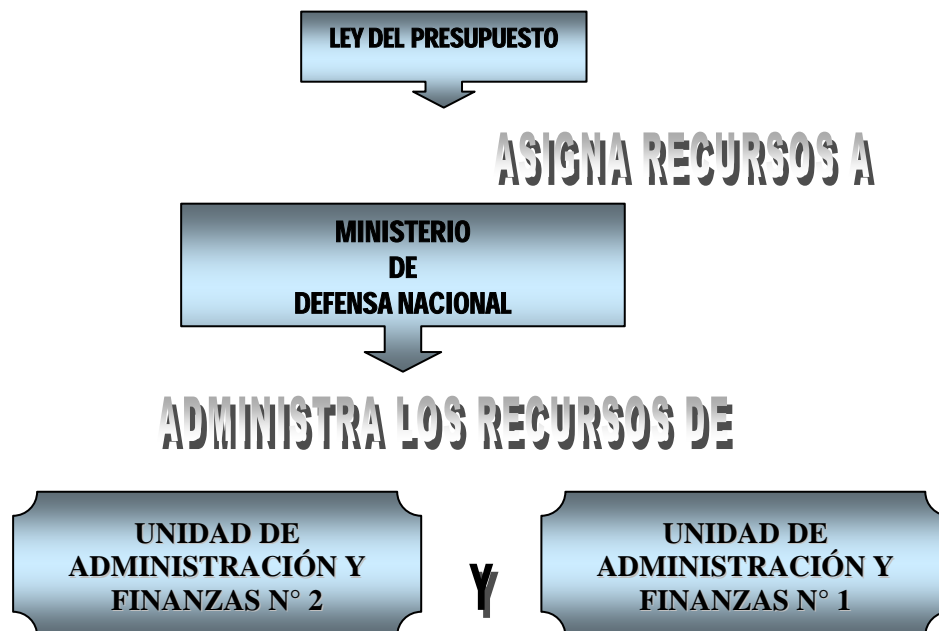 LEY DEL PRESUPUESTO
ASIGNA RECURSOS A
MINISTERIO
DE
DEFENSA NACIONAL
ADMINISTRA LOS RECURSOS DE
UNIDAD DE
ADMINISTRACIÓN Y
FINANZAS N° 2
Y
UNIDAD DE
ADMINISTRACIÓN Y
FINANZAS N° 1